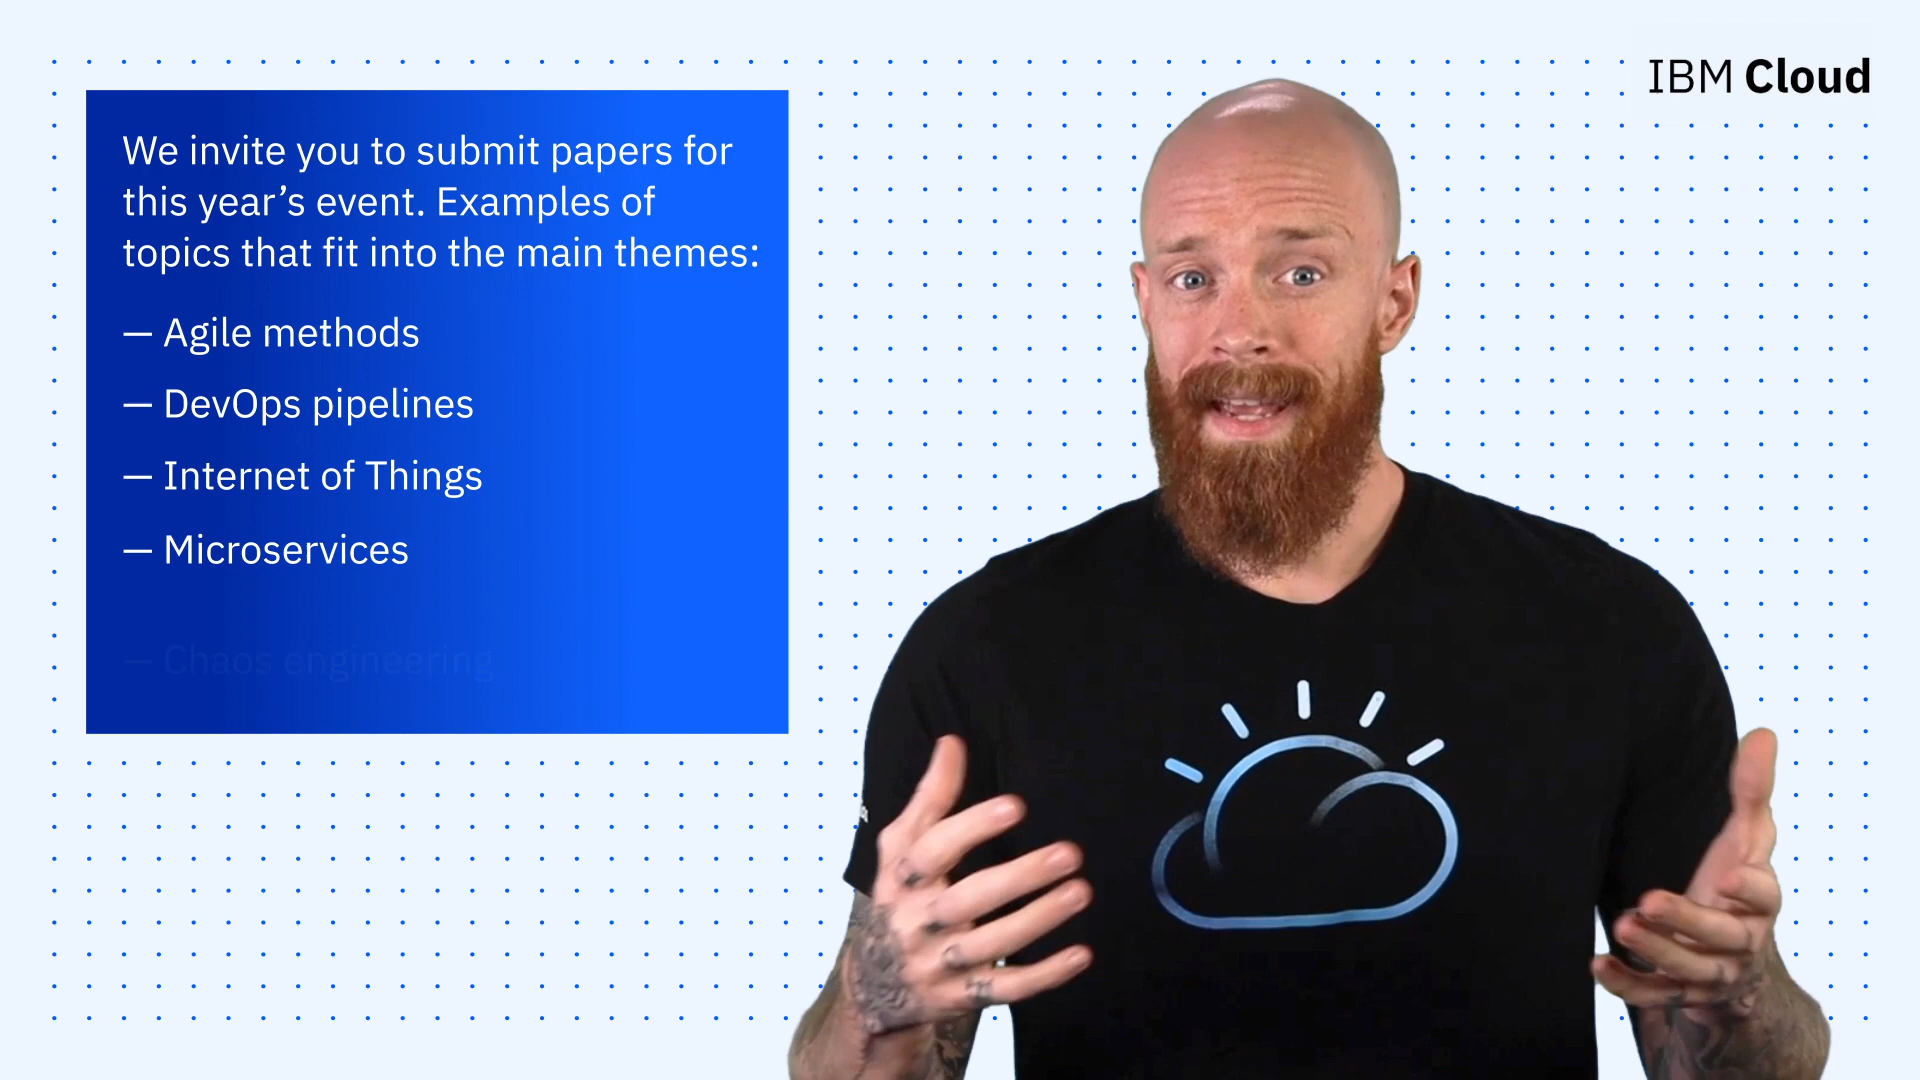 IBM Cloud
We invite you to submit papers for
this year’s event. Examples of
topics that fit into the main themes:
— Agile methods
— DevOps pipelines
— Internet of Things
— Microservices
— Chaos engineering